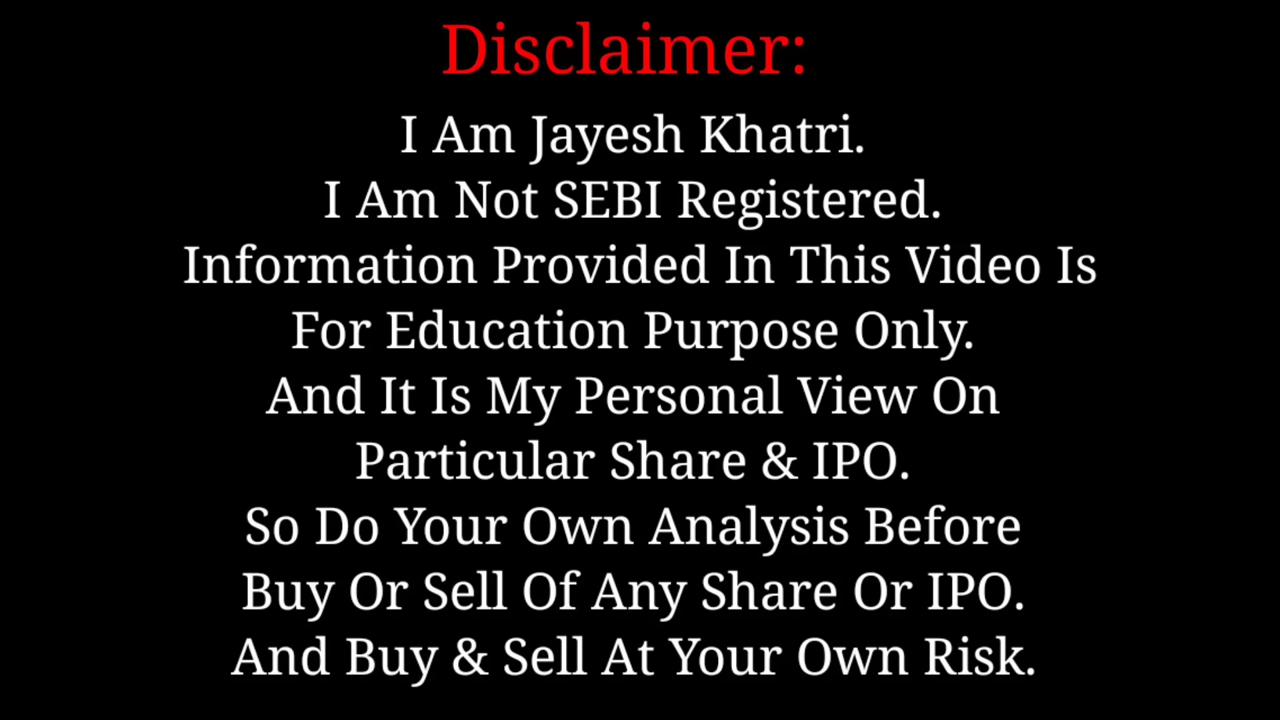 Disclaimer:
I Am Jayesh Khatri.
I Am Not SEBI Registered.
Information Provided In This Video Is
For Education Purpose Only.
And It Is My Personal View On
Particular Share & IPO.
So Do Your Own Analysis Before
Buy Or Sell Of Any Share Or IPO.
And Buy & Sell At Your Own Risk.